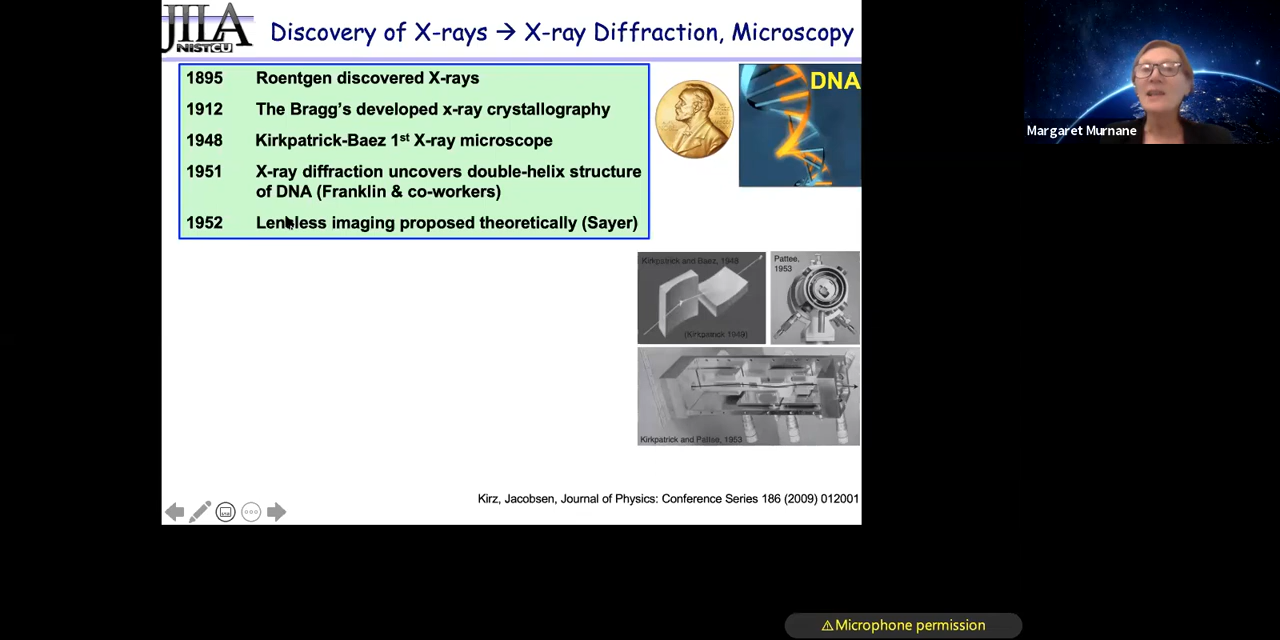 JILA
NIST CU
Discovery of X-rays → X-ray Diffraction, Microscopy
1895 Roentgen discovered X-rays
1912 The Bragg's developed x-ray crystallography
1948 Kirkpatrick-Baez 1st X-ray microscope
1951 X-ray diffraction uncovers double-helix structure
of DNA (Franklin & co-workers)
1952 Lensless imaging proposed theoretically (Sayer)
DNA
Margaret Murnane
Kirkpatrick and Baez, 1948
(Kirkpatrick 1949)
Pattee,
1953
Kirkpatrick and Pattee, 1953
Kirz, Jacobsen, Journal of Physics: Conference Series 186 (2009) 012001
⚠Microphone permission